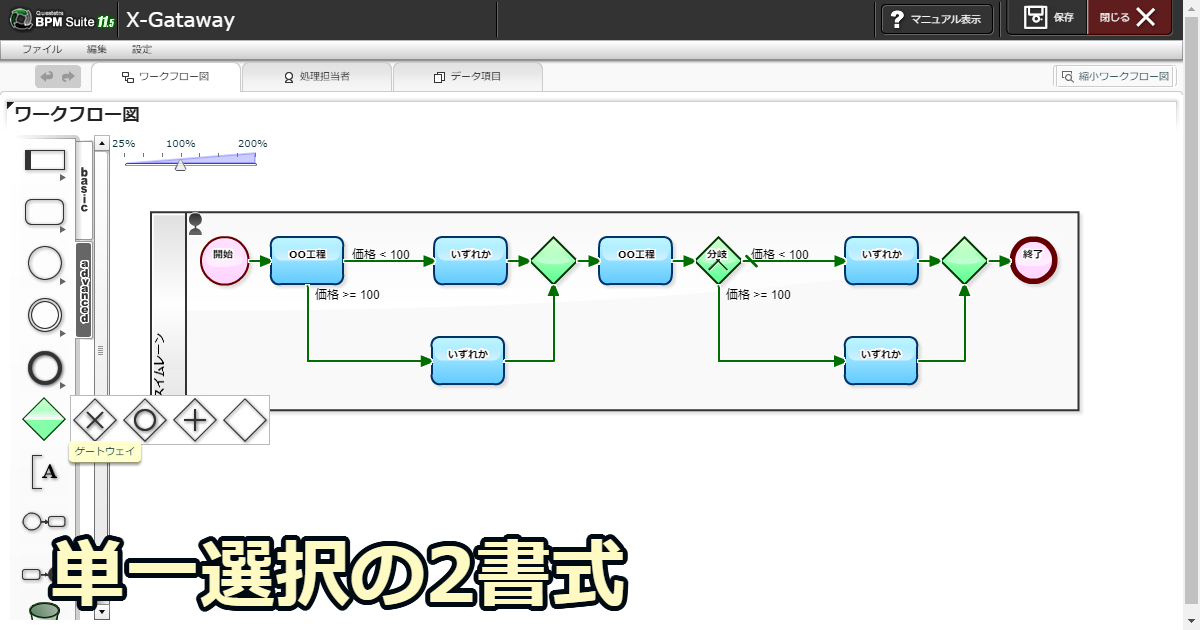 Questetra
BPM Suite 11.5
X-Gataway
マニュアル表示
保存
閉じる
ファイル
編集
設定
ワークフロー図
処理担当者
データ項目
縮小ワークフロー図
ワークフロー図
basic
advanced
25%
100%
200%
開始
〇〇工程
価格 < 100
いずれか
〇〇工程
分岐
価格 < 100
いずれか
終了
価格 >= 100
価格 >= 100
いずれか
いずれか
スイムレーン
ゲートウェイ
A
単一選択の2書式